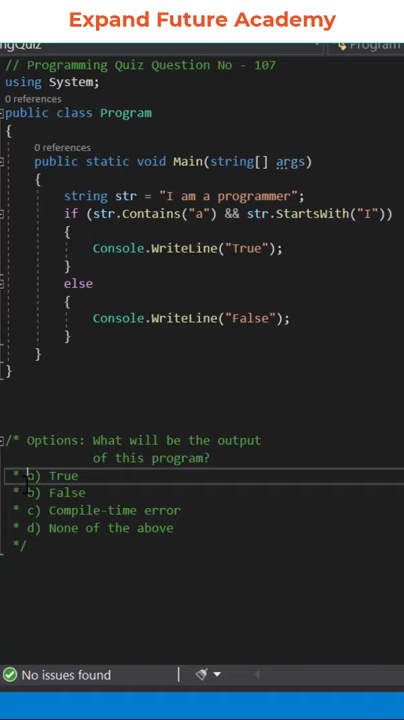 Expand Future Academy
ngQuiz
Program
// Programming Quiz Question No - 107
using System;
0 references
public class Program
{
0 references
public static void Main(string[] args)
{
string str = "I am a programmer";
if (str.Contains("a") && str.StartsWith("I"))
{
Console.WriteLine("True");
}
else
{
Console.WriteLine("False");
}
}
}
/* Options: What will be the output
of this program?
* a) True
* b) False
* c) Compile-time error
* d) None of the above
*/
No issues found